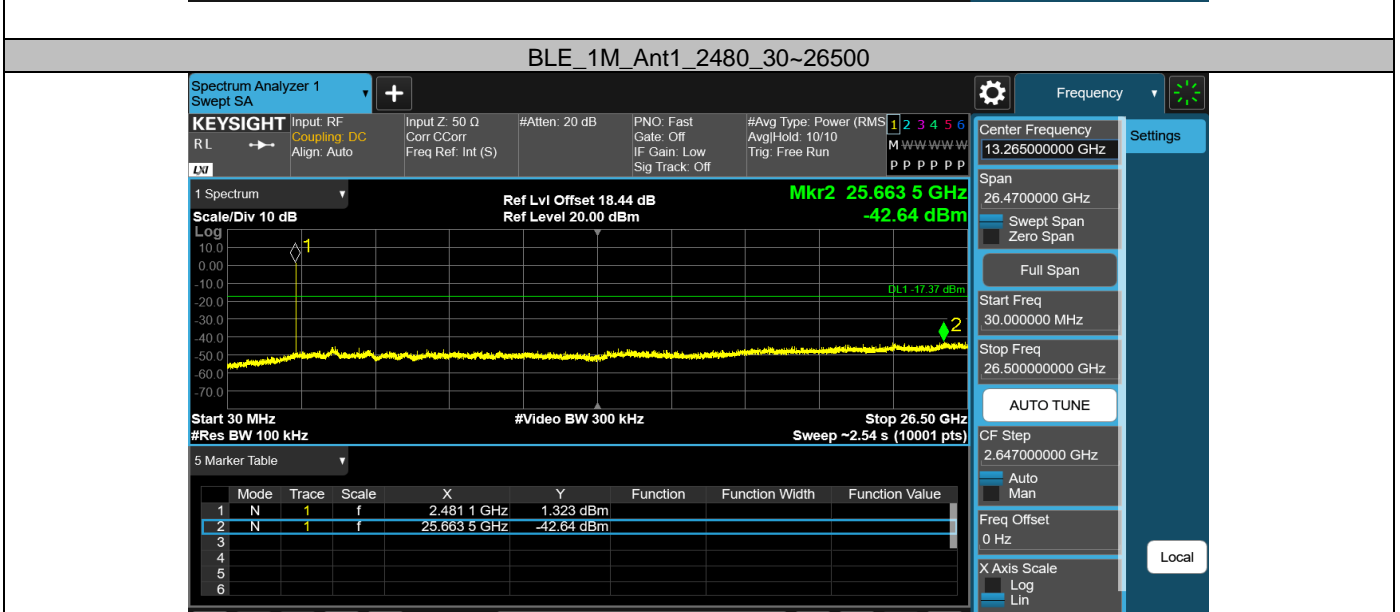 BLE_1M_Ant1_2480_30~26500
Spectrum Analyzer 1
Swept SA
+
Frequency
KEYSIGHT
RL
LXI
Input: RF
Coupling: DC
Align: Auto
Input Z: 50 Ω
Corr CCorr
Freq Ref: Int (S)
#Atten: 20 dB
PNO: Fast
Gate: Off
IF Gain: Low
Sig Track: Off
#Avg Type: Power (RMS
Avg|Hold: 10/10
Trig: Free Run
1 2 3 4 5 6
M W W W W W
P P P P P P
1 Spectrum
Scale/Div 10 dB
Ref Lvl Offset 18.44 dB
Ref Level 20.00 dBm
Mkr2 25.663 5 GHz
-42.64 dBm
Log
10.0
0.00
-10.0
-20.0
-30.0
-40.0
-50.0
-60.0
-70.0
1
DL1 -17.37 dBm
2
Start 30 MHz
#Res BW 100 kHz
#Video BW 300 kHz
Stop 26.50 GHz
Sweep ~2.54 s (10001 pts)
5 Marker Table
Mode Trace Scale X Y Function Function Width Function Value
1 N 1 f 2.481 1 GHz 1.323 dBm
2 N 1 f 25.663 5 GHz -42.64 dBm
3
4
5
6
Center Frequency
13.265000000 GHz
Span
26.4700000 GHz
Swept Span
Zero Span
Full Span
Start Freq
30.000000 MHz
Stop Freq
26.500000000 GHz
AUTO TUNE
CF Step
2.647000000 GHz
Auto
Man
Freq Offset
0 Hz
X Axis Scale
Log
Lin
Settings
Local